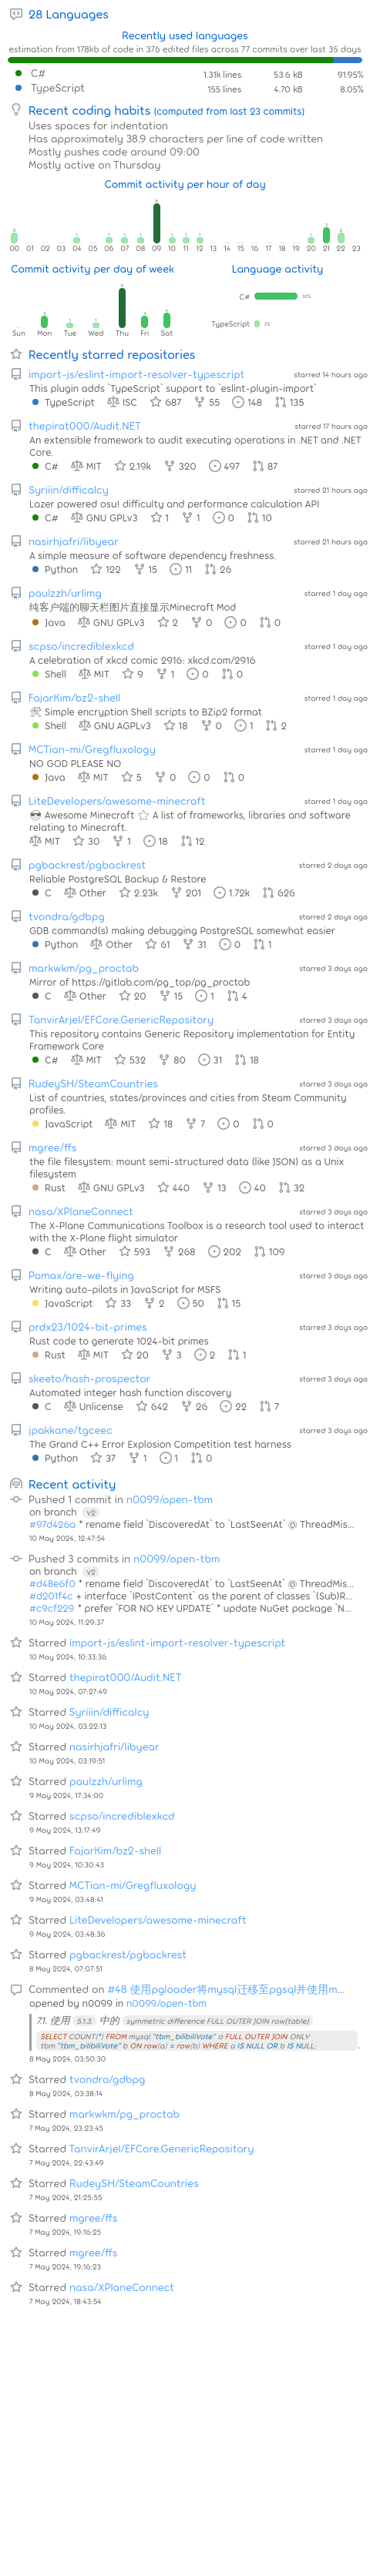 28 Languages
Recently used languages
estimation from 178kb of code in 376 edited files across 77 commits over last 35 days
C# 1.31k lines 53.6 kB 91.95%
TypeScript 155 lines 4.70 kB 8.05%
Recent coding habits (computed from last 23 commits)
Uses spaces for indentation
Has approximately 38.9 characters per line of code written
Mostly pushes code around 09:00
Mostly active on Thursday
Commit activity per hour of day
00 01 02 03 04 05 06 07 08 09 10 11 12 13 14 15 16 17 18 19 20 21 22 23
Commit activity per day of week
Language activity
C#
TypeScript
Sun Mon Tue Wed Thu Fri Sat
Recently starred repositories
import-js/eslint-import-resolver-typescript starred 14 hours ago
This plugin adds `TypeScript` support to `eslint-plugin-import`
TypeScript ISC 687 55 148 135
thepirat000/Audit.NET starred 17 hours ago
An extensible framework to audit executing operations in .NET and .NET
Core.
C# MIT 2.19k 320 497 87
Syriiin/difficalcy starred 21 hours ago
Lazer powered osu! difficulty and performance calculation API
C# GNU GPLv3 1 1 0 10
nasirhjafri/libyear starred 21 hours ago
A simple measure of software dependency freshness.
Python 122 15 11 26
paulzzh/urlimg starred 1 day ago
纯客户端的聊天栏图片直接显示Minecraft Mod
Java GNU GPLv3 2 0 0 0
scpso/incrediblexkcd starred 1 day ago
A celebration of xkcd comic 2916: xkcd.com/2916
Shell MIT 9 1 0 0
FajarKim/bz2-shell starred 1 day ago
🛠 Simple encryption Shell scripts to BZip2 format
Shell GNU AGPLv3 18 0 1 2
MCTian-mi/Gregfluxology starred 1 day ago
NO GOD PLEASE NO
Java MIT 5 0 0 0
LiteDevelopers/awesome-minecraft starred 1 day ago
😎 Awesome Minecraft ⭐ A list of frameworks, libraries and software
relating to Minecraft.
MIT 30 1 18 12
pgbackrest/pgbackrest starred 2 days ago
Reliable PostgreSQL Backup & Restore
C Other 2.23k 201 1.72k 626
tvondra/gdbpg starred 2 days ago
GDB command(s) making debugging PostgreSQL somewhat easier
Python Other 61 31 0 1
markwkm/pg_proctab starred 3 days ago
Mirror of https://gitlab.com/pg_top/pg_proctab
C Other 20 15 1 4
TanvirArjel/EFCore.GenericRepository starred 3 days ago
This repository contains Generic Repository implementation for Entity
Framework Core
C# MIT 532 80 31 18
RudeySH/SteamCountries starred 3 days ago
List of countries, states/provinces and cities from Steam Community
profiles.
JavaScript MIT 18 7 0 0
mgree/ffs starred 3 days ago
the file filesystem: mount semi-structured data (like JSON) as a Unix
filesystem
Rust GNU GPLv3 440 13 40 32
nasa/XPlaneConnect starred 3 days ago
The X-Plane Communications Toolbox is a research tool used to interact
with the X-Plane flight simulator
C Other 593 268 202 109
Pomax/are-we-flying starred 3 days ago
Writing auto-pilots in JavaScript for MSFS
JavaScript 33 2 50 15
prdx23/1024-bit-primes starred 3 days ago
Rust code to generate 1024-bit primes
Rust MIT 20 3 2 1
skeeto/hash-prospector starred 3 days ago
Automated integer hash function discovery
C Unlicense 642 26 22 7
jpakkane/tgceec starred 3 days ago
The Grand C++ Error Explosion Competition test harness
Python 37 1 1 0
Recent activity
Pushed 1 commit in n0099/open-tbm
on branch v2
#97d426a * rename field `DiscoveredAt` to `LastSeenAt` @ ThreadMis...
10 May 2024, 12:47:54
Pushed 3 commits in n0099/open-tbm
on branch v2
#d48e6f0 * rename field `DiscoveredAt` to `LastSeenAt` @ ThreadMis...
#d201f4c + interface `IPostContent` as the parent of classes `(Sub)R...
#c9cf229 * prefer `FOR NO KEY UPDATE` * update NuGet package `N...
10 May 2024, 11:29:37
Starred import-js/eslint-import-resolver-typescript
10 May 2024, 10:33:36
Starred thepirat000/Audit.NET
10 May 2024, 07:27:49
Starred Syriiin/difficalcy
10 May 2024, 03:22:13
Starred nasirhjafri/libyear
10 May 2024, 03:19:51
Starred paulzzh/urlimg
9 May 2024, 17:34:00
Starred scpso/incrediblexkcd
9 May 2024, 13:17:49
Starred FajarKim/bz2-shell
9 May 2024, 10:30:43
Starred MCTian-mi/Gregfluxology
9 May 2024, 03:48:41
Starred LiteDevelopers/awesome-minecraft
9 May 2024, 03:48:36
Starred pgbackrest/pgbackrest
8 May 2024, 07:07:51
Commented on #48 使用pgloader将mysql迁移至pgsql并使用m...
opened by n0099 in n0099/open-tbm
7.1. 使用 5.1.3. 中的 symmetric difference FULL OUTER JOIN row(table)
SELECT COUNT(*) FROM mysql."tbm_bilibiliVote" a FULL OUTER JOIN ONLY
tbm."tbm_bilibiliVote" b ON row(a) = row(b) WHERE a IS NULL OR b IS NULL;
8 May 2024, 03:50:30
Starred tvondra/gdbpg
8 May 2024, 03:38:14
Starred markwkm/pg_proctab
7 May 2024, 23:23:45
Starred TanvirArjel/EFCore.GenericRepository
7 May 2024, 22:43:49
Starred RudeySH/SteamCountries
7 May 2024, 21:25:55
Starred mgree/ffs
7 May 2024, 19:16:25
Starred mgree/ffs
7 May 2024, 19:16:23
Starred nasa/XPlaneConnect
7 May 2024, 18:43:54